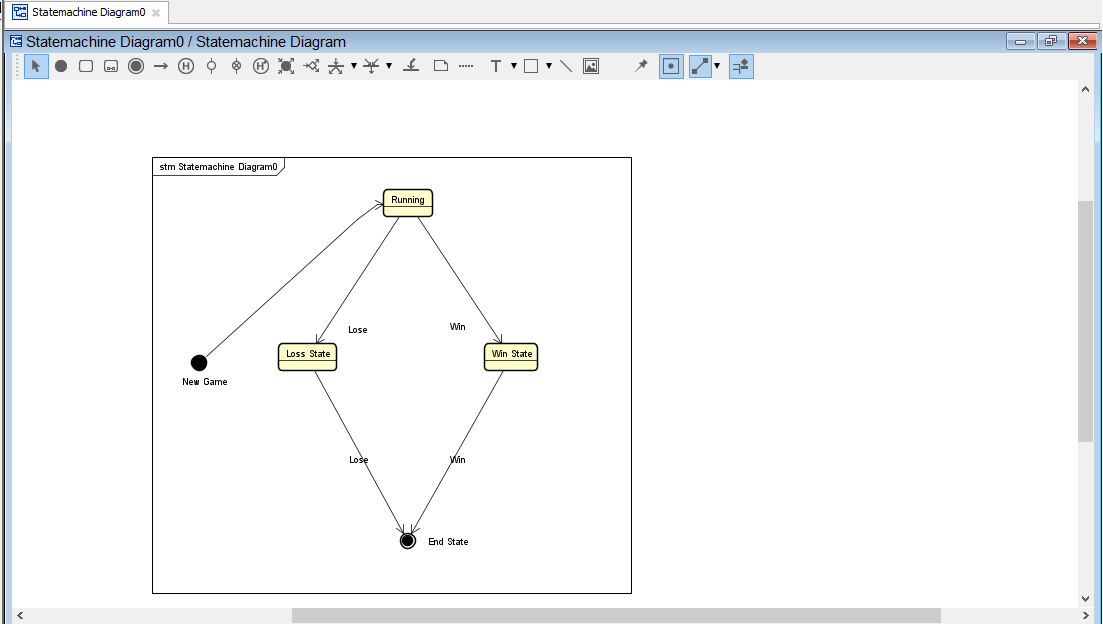 Statemachine Diagram0
Statemachine Diagram0 / Statemachine Diagram
H
H
T
stm Statemachine Diagram0
Running
Lose
Win
Loss State
Win State
New Game
Lose
Win
End State